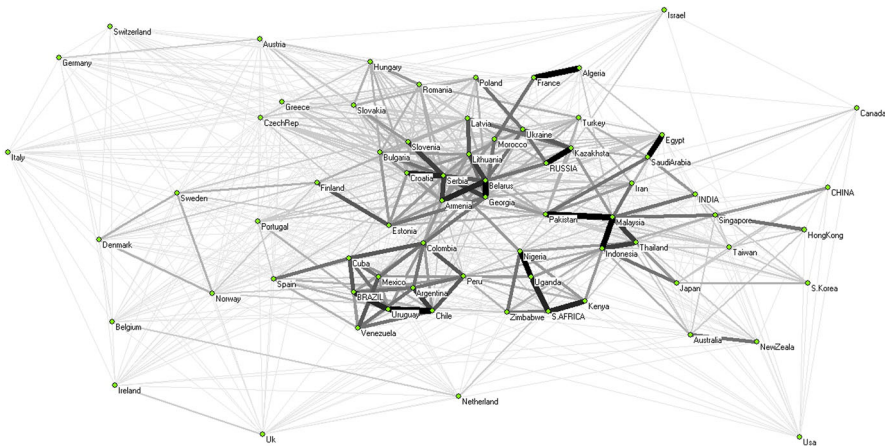 Israel
Switzerland
Austria
Germany
Hungary
Algeria
France
Poland
Romania
Greece
Slovakia
Canada
CzechRep
Latvia
Turkey
Ukraine
Egypt
Slovenia
Morocco
Kazakhsta
Italy
Bulgaria
Lithuania
SaudiArabia
RUSSIA
Croatia
Serbia
Belarus
Iran
Finland
CHINA
Sweden
INDIA
Armenia
Georgia
Pakistan
Malaysia
Singapore
Portugal
Estonia
HongKong
Denmark
Colombia
Thailand
Taiwan
Nigeria
Indonesia
Cuba
Spain
Mexico
Peru
Uganda
Japan
S.Korea
Norway
BRAZIL
Argentina
Kenya
Uruguay
Chile
Zimbabwe
S.AFRICA
Belgium
Venezuela
Australia
NewZeala
Ireland
Netherland
Uk
Usa